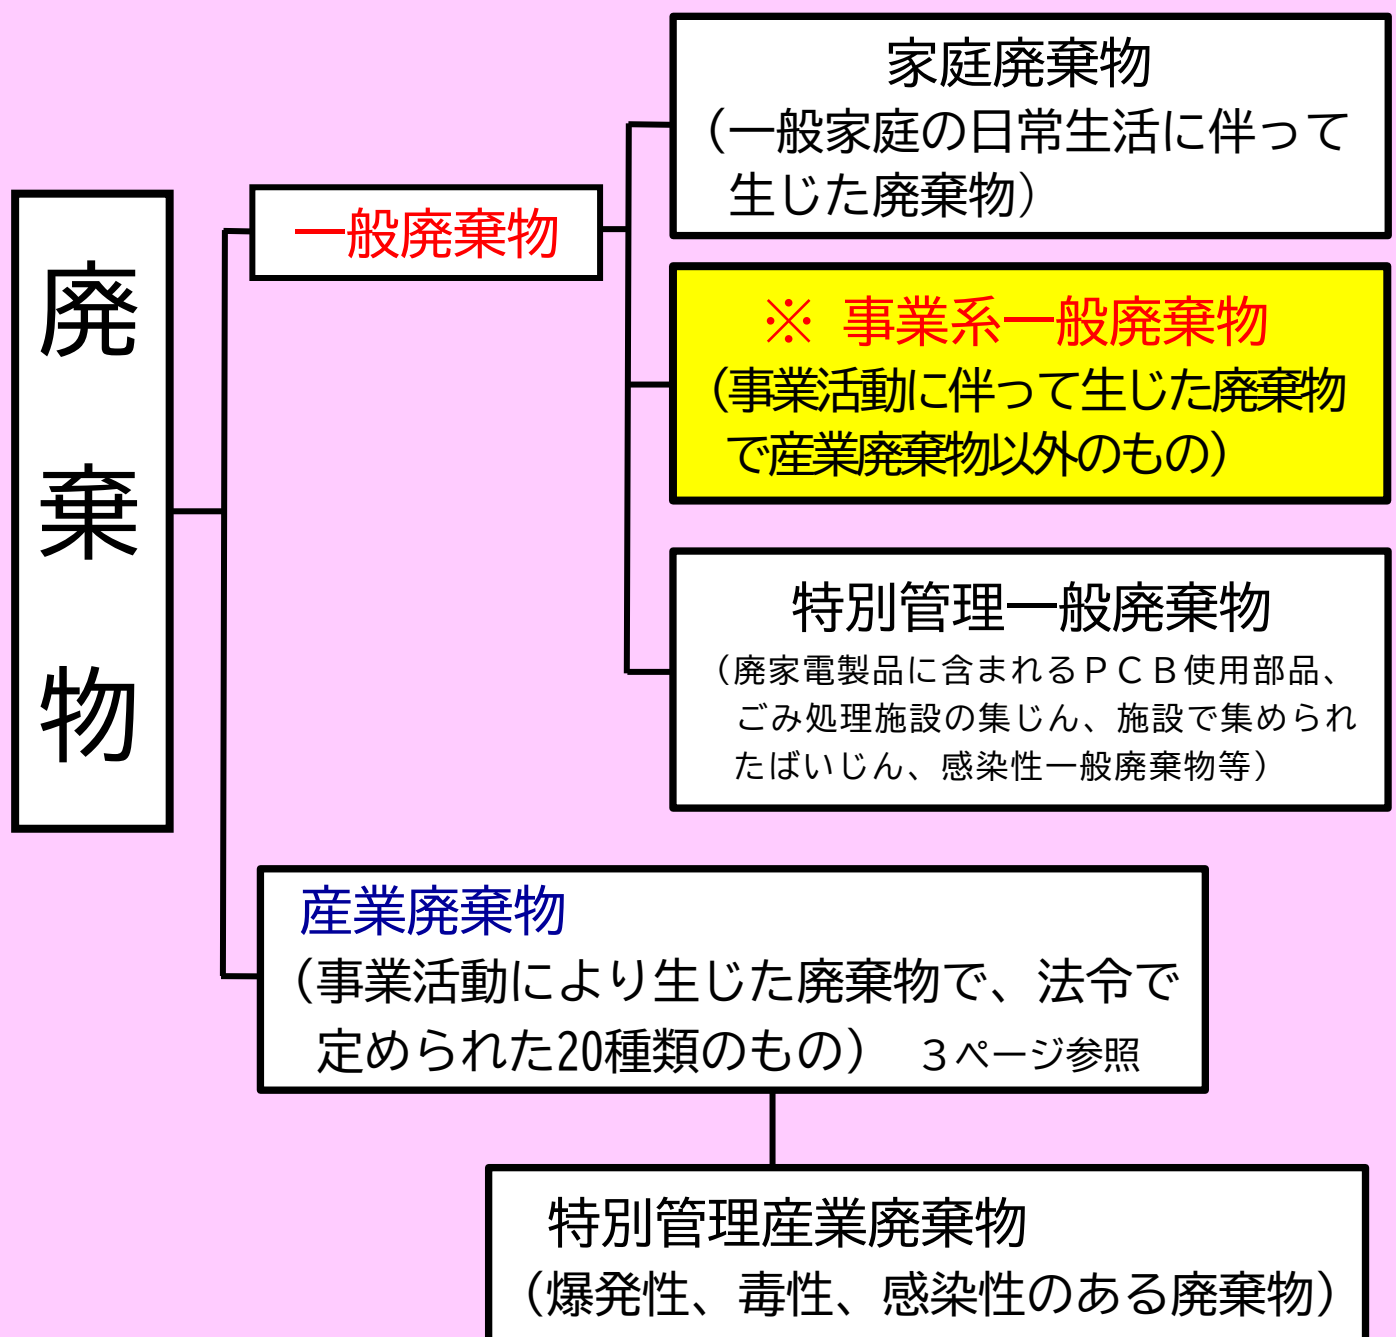 廃棄物
一般廃棄物
家庭廃棄物
（一般家庭の日常生活に伴って
生じた廃棄物）
※ 事業系一般廃棄物
（事業活動に伴って生じた廃棄物
で産業廃棄物以外のもの）
特別管理一般廃棄物
（廃家電製品に含まれるＰＣＢ使用部品、
ごみ処理施設の集じん、施設で集められ
たばいじん、感染性一般廃棄物等）
産業廃棄物
（事業活動により生じた廃棄物で、法令で
定められた20種類のもの） ３ページ参照
特別管理産業廃棄物
（爆発性、毒性、感染性のある廃棄物）